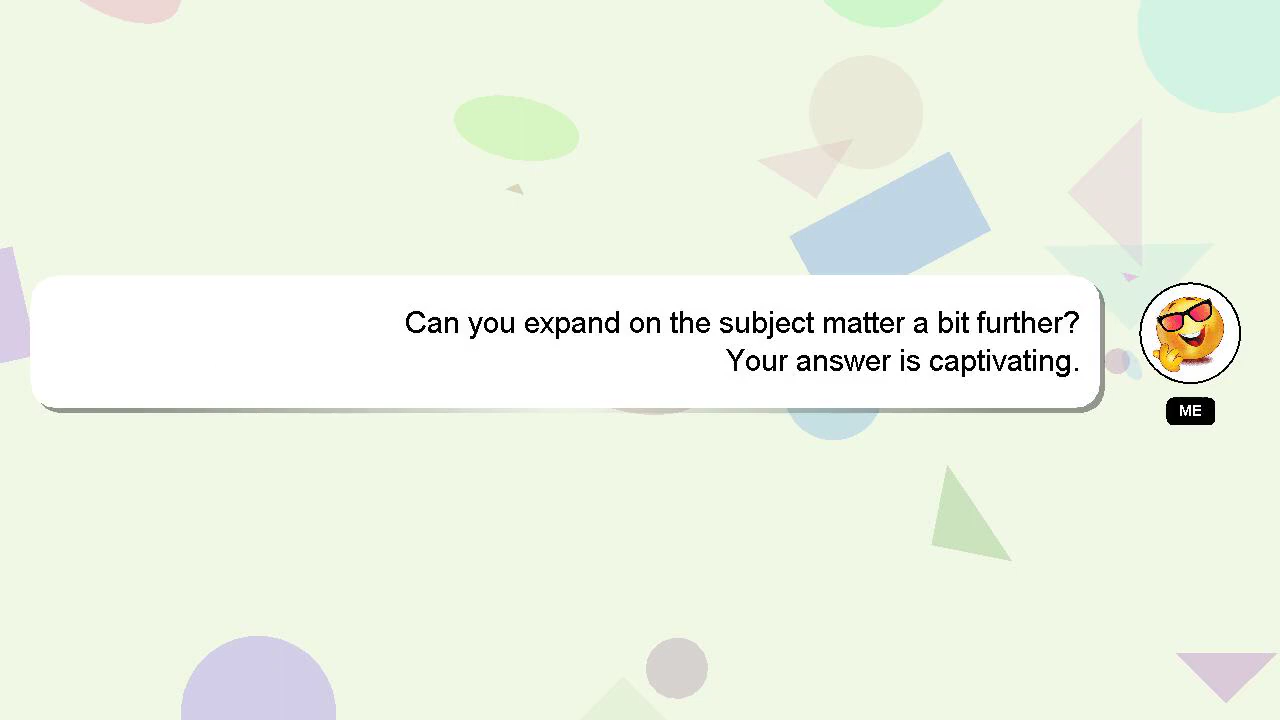 Can you expand on the subject matter a bit further?
Your answer is captivating.
ME